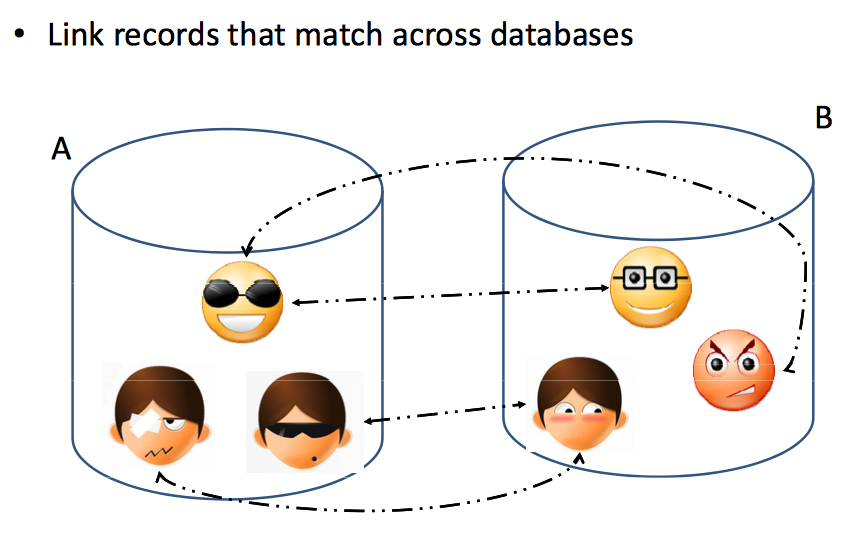 • Link records that match across databases
A
B